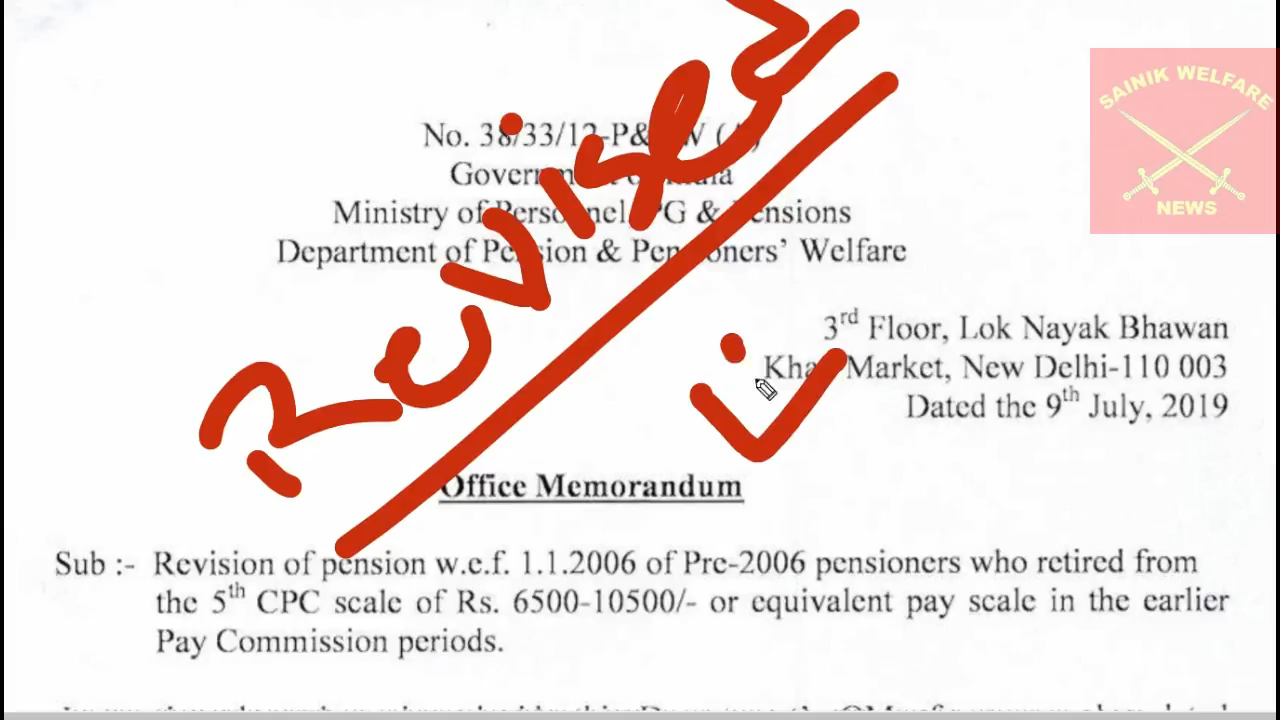 No. 38/33/12-P&PW (A)
Government of India
Ministry of Personnel, PG & Pensions
Department of Pension & Pensioners' Welfare
Revised
SAINIK WELFARE
NEWS
3rd Floor, Lok Nayak Bhawan
Khan Market, New Delhi-110 003
Dated the 9th July, 2019
Office Memorandum
Sub :- Revision of pension w.e.f. 1.1.2006 of Pre-2006 pensioners who retired from
the 5th CPC scale of Rs. 6500-10500/- or equivalent pay scale in the earlier
Pay Commission periods.